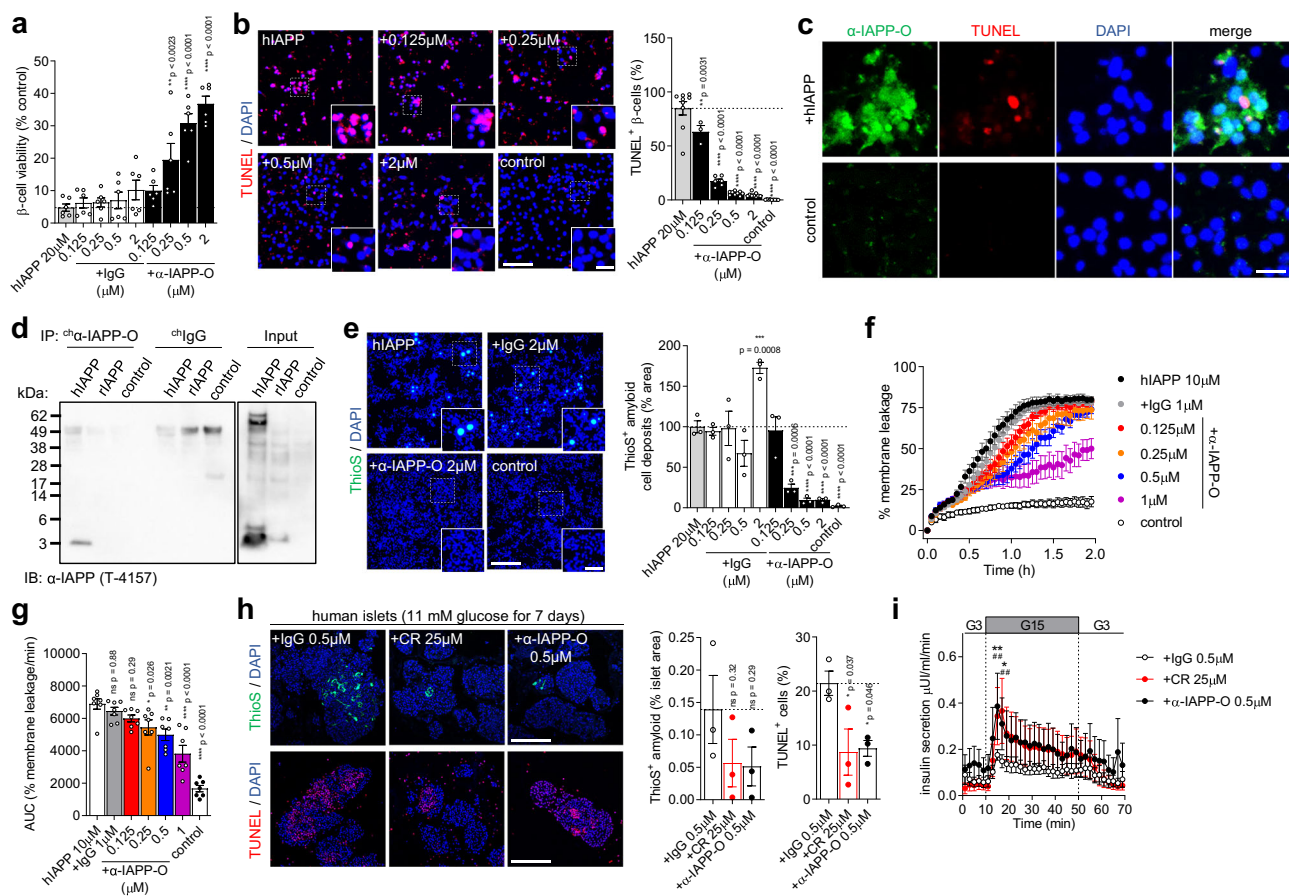 a
β-cell viability (% control)
50
40
30
20
10
0
** p < 0.0023
**** p < 0.0001
**** p < 0.0001
hIAPP 20µM
0.125
0.25
0.5
2
0.125
0.25
0.5
2
+IgG
(µM)
+α-IAPP-O
(µM)
b
TUNEL / DAPI
hIAPP
+0.125µM
+0.25µM
+0.5µM
+2µM
control
TUNEL⁺ β-cells (%)
150
100
50
0
** p = 0.0031
**** p < 0.0001
**** p < 0.0001
**** p < 0.0001
**** p < 0.0001
hIAPP 20µM
0.125
0.25
0.5
2
control
+α-IAPP-O
(µM)
c
α-IAPP-O
TUNEL
DAPI
merge
+hIAPP
control
d
IP: ᶜʰα-IAPP-O
ᶜʰIgG
Input
hIAPP
rIAPP
control
hIAPP
rIAPP
control
hIAPP
rIAPP
control
kDa:
62
49
38
28
17
14
6
3
IB: α-IAPP (T-4157)
e
ThioS / DAPI
hIAPP
+IgG 2µM
+α-IAPP-O 2µM
control
ThioS⁺ amyloid
cell deposits (% area)
200
150
100
50
0
***
p = 0.0008
*** p = 0.0006
**** p < 0.0001
**** p < 0.0001
**** p < 0.0001
hIAPP 20µM
0.125
0.25
0.5
2
0.125
0.25
0.5
2
control
+IgG
(µM)
+α-IAPP-O
(µM)
f
% membrane leakage
75
50
25
0
0.0
0.5
1.0
1.5
2.0
Time (h)
hIAPP 10µM
+IgG 1µM
0.125µM
0.25µM
0.5µM
1µM
control
+α-IAPP-O
g
AUC (% membrane leakage/min)
10000
8000
6000
4000
2000
0
ns p = 0.88
ns p = 0.29
* p = 0.026
** p = 0.0021
**** p < 0.0001
**** p < 0.0001
hIAPP 10µM
+IgG 1µM
0.125
0.25
0.5
1
control
+α-IAPP-O
(µM)
h
human islets (11 mM glucose for 7 days)
ThioS / DAPI
TUNEL / DAPI
+IgG 0.5µM
+CR 25µM
+α-IAPP-O
0.5µM
ThioS⁺ amyloid (% islet area)
0.25
0.20
0.15
0.10
0.05
0.00
ns p = 0.32
ns p = 0.29
+IgG 0.5µM
+CR 25µM
+α-IAPP-O 0.5µM
TUNEL⁺ cells (%)
30
20
10
0
* p = 0.037
* p = 0.046
+IgG 0.5µM
+CR 25µM
+α-IAPP-O 0.5µM
i
G3
G15
G3
insulin secretion µUI/ml/min
0.6
0.4
0.2
0.0
**
##
*
##
0
10
20
30
40
50
60
70
Time (min)
+IgG 0.5µM
+CR 25µM
+α-IAPP-O 0.5µM